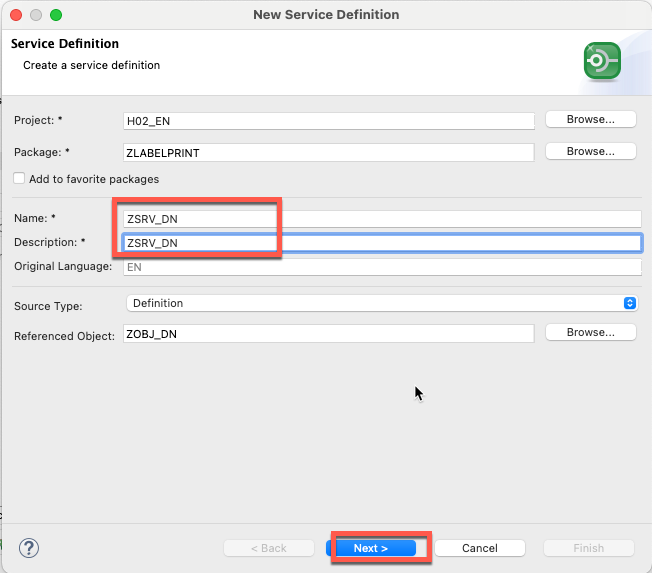 New Service Definition
Service Definition
Create a service definition
Project: * H02_EN Browse...
Package: * ZLABELPRINT Browse...
Add to favorite packages
Name: * ZSRV_DN
Description: * ZSRV_DN
Original Language: EN
Source Type: Definition
Referenced Object: ZOBJ_DN Browse...
? < Back Next > Cancel Finish